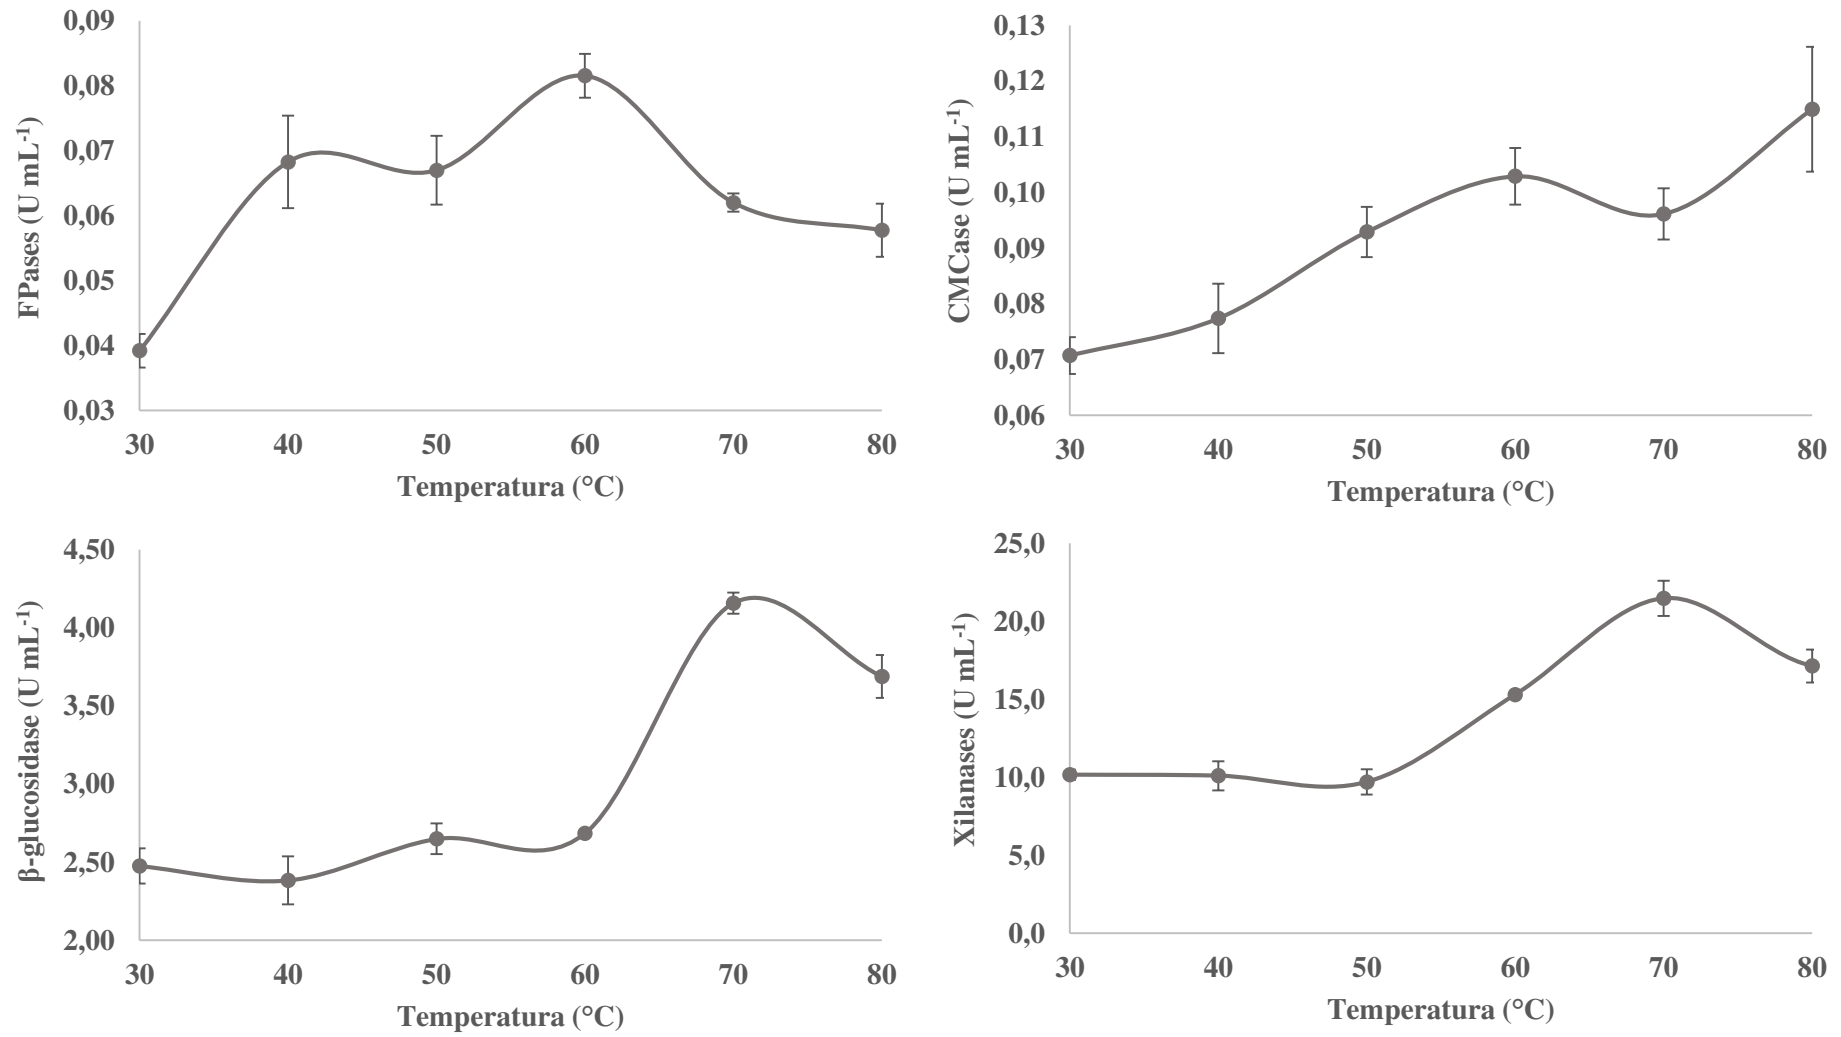 FPases (U mL-1)
0,09
0,08
0,07
0,06
0,05
0,04
0,03
30 40 50 60 70 80
Temperatura (°C)
CMCase (U mL-1)
0,13
0,12
0,11
0,10
0,09
0,08
0,07
0,06
30 40 50 60 70 80
Temperatura (°C)
β-glucosidase (U mL-1)
4,50
4,00
3,50
3,00
2,50
2,00
30 40 50 60 70 80
Temperatura (°C)
Xilanases (U mL-1)
25,0
20,0
15,0
10,0
5,0
0,0
30 40 50 60 70 80
Temperatura (°C)